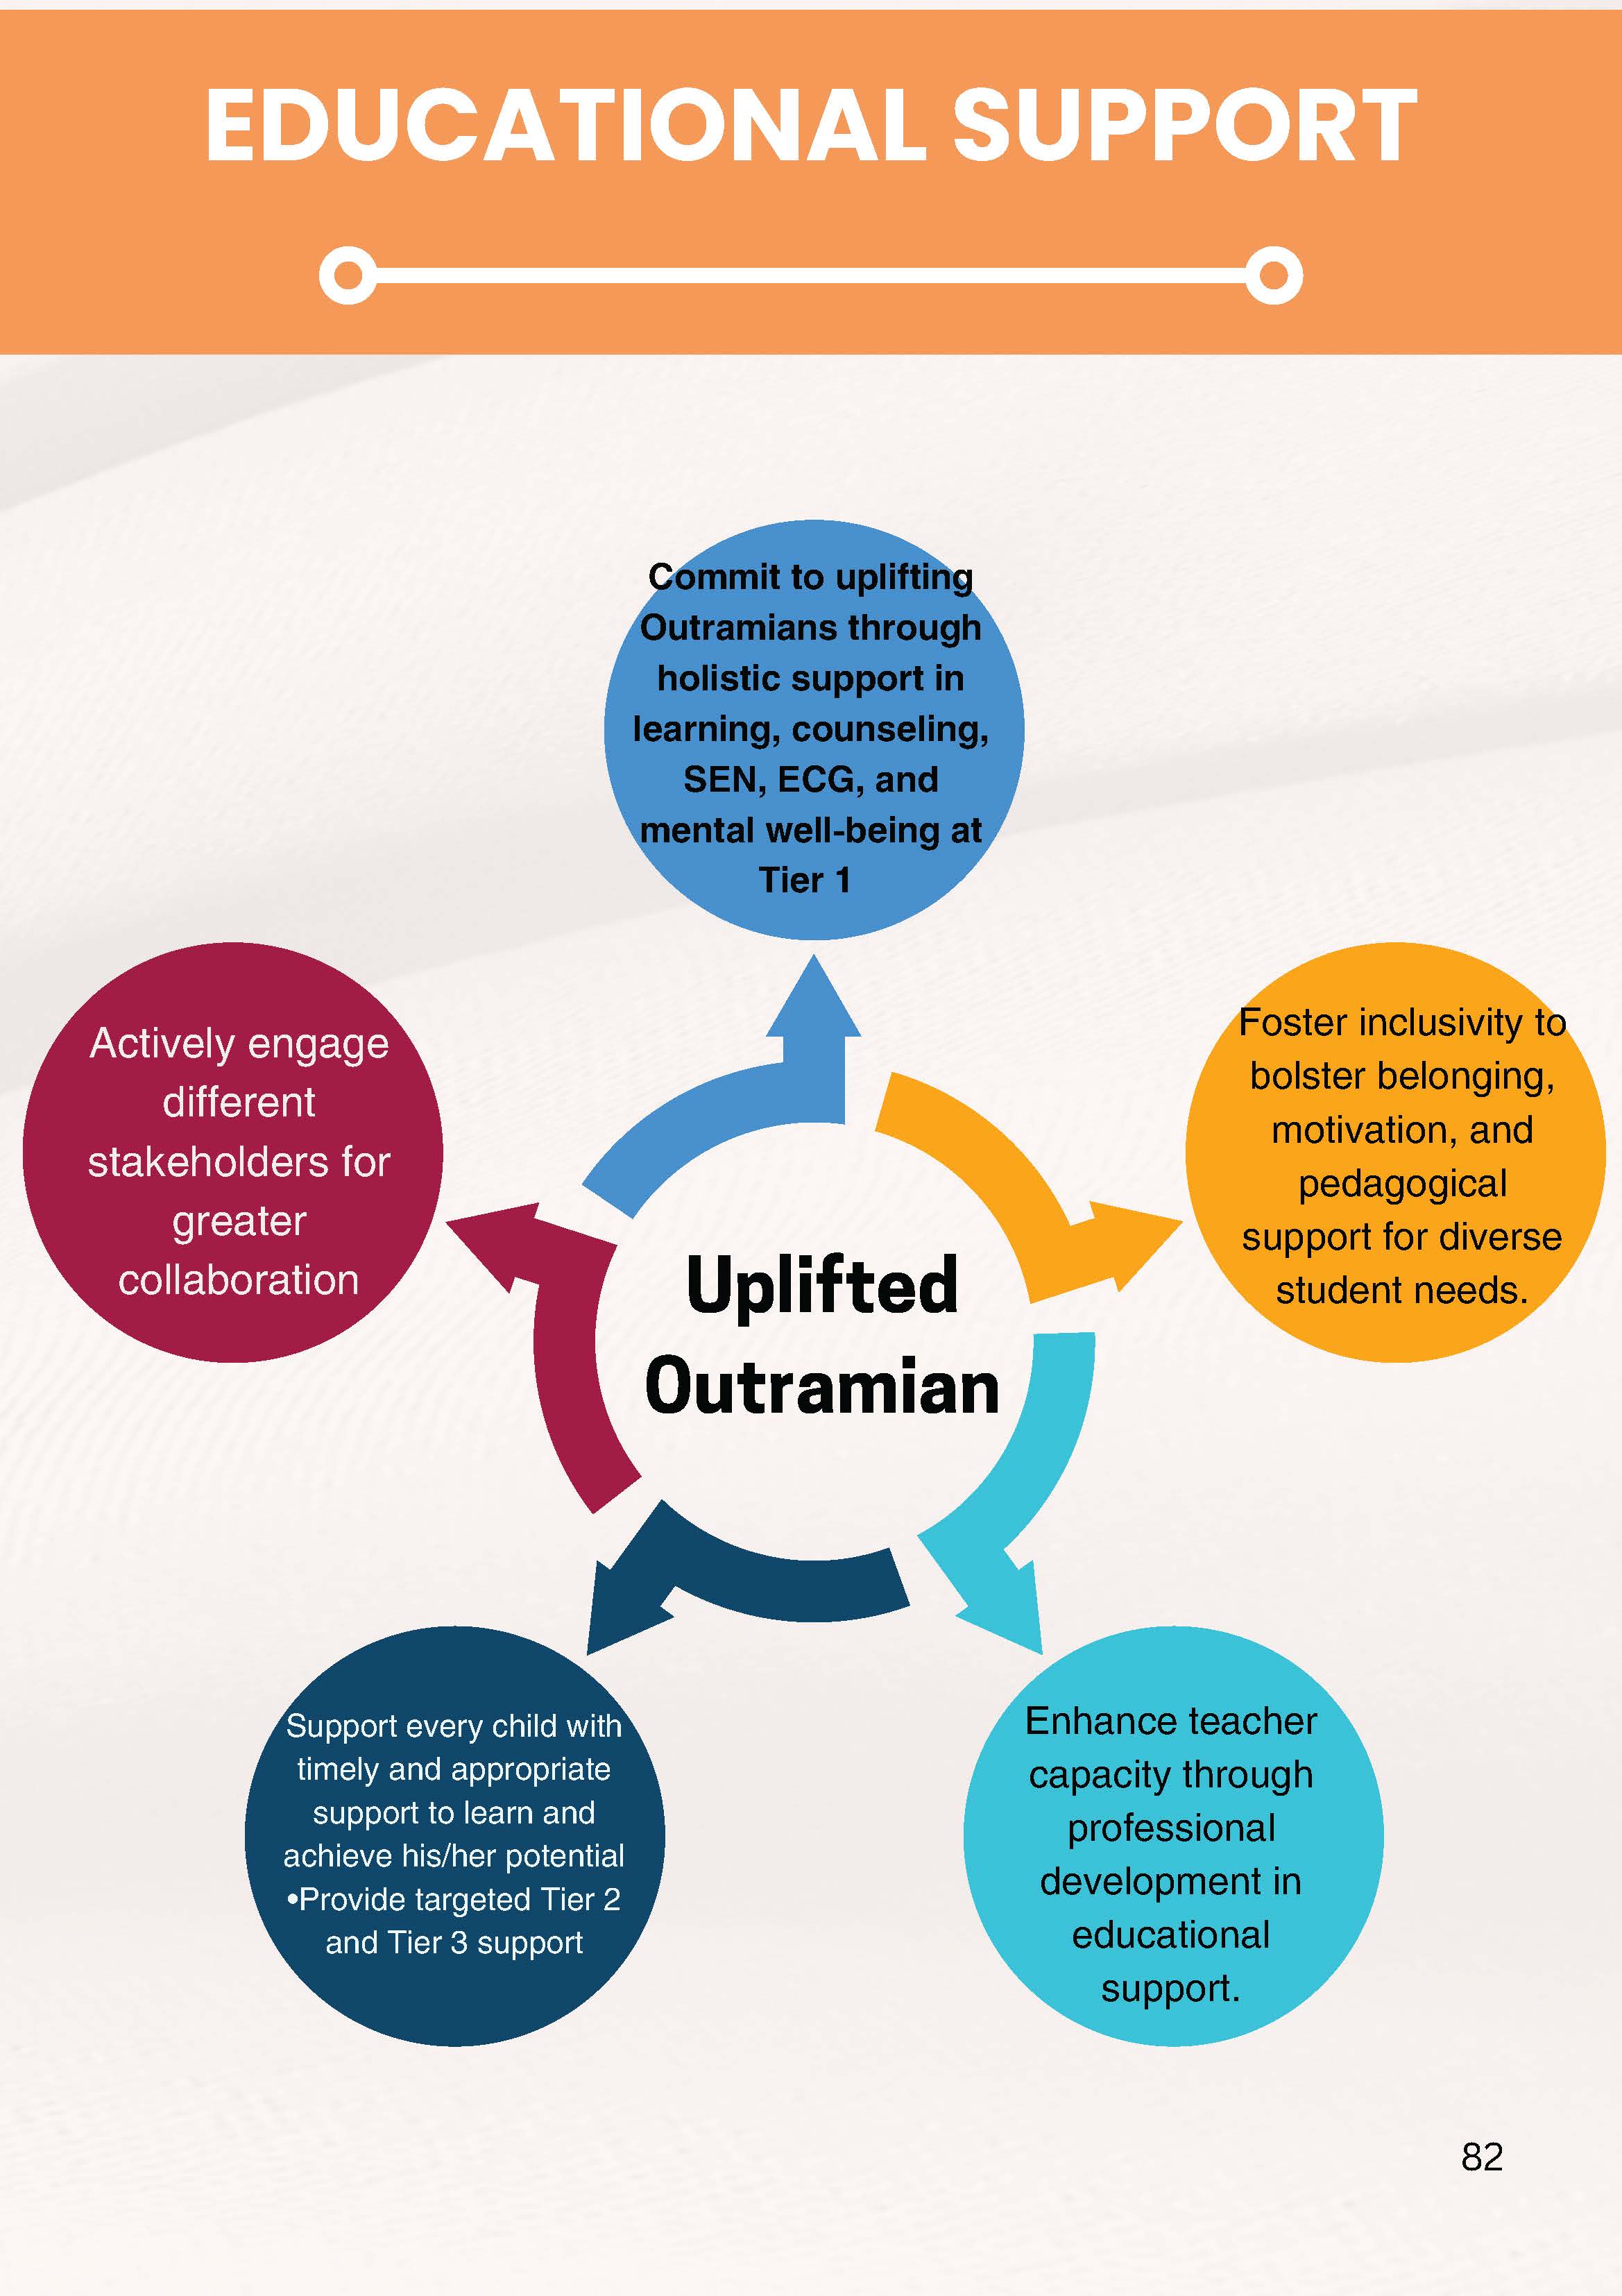 EDUCATIONAL SUPPORT
Commit to uplifting
Outramians through
holistic support in
learning, counseling,
SEN, ECG, and
mental well-being at
Tier 1
Foster inclusivity to
bolster belonging,
motivation, and
pedagogical
support for diverse
student needs.
Enhance teacher
capacity through
professional
development in
educational
support.
Support every child with
timely and appropriate
support to learn and
achieve his/her potential
•Provide targeted Tier 2
and Tier 3 support
Actively engage
different
stakeholders for
greater
collaboration
Uplifted
Outramian
82